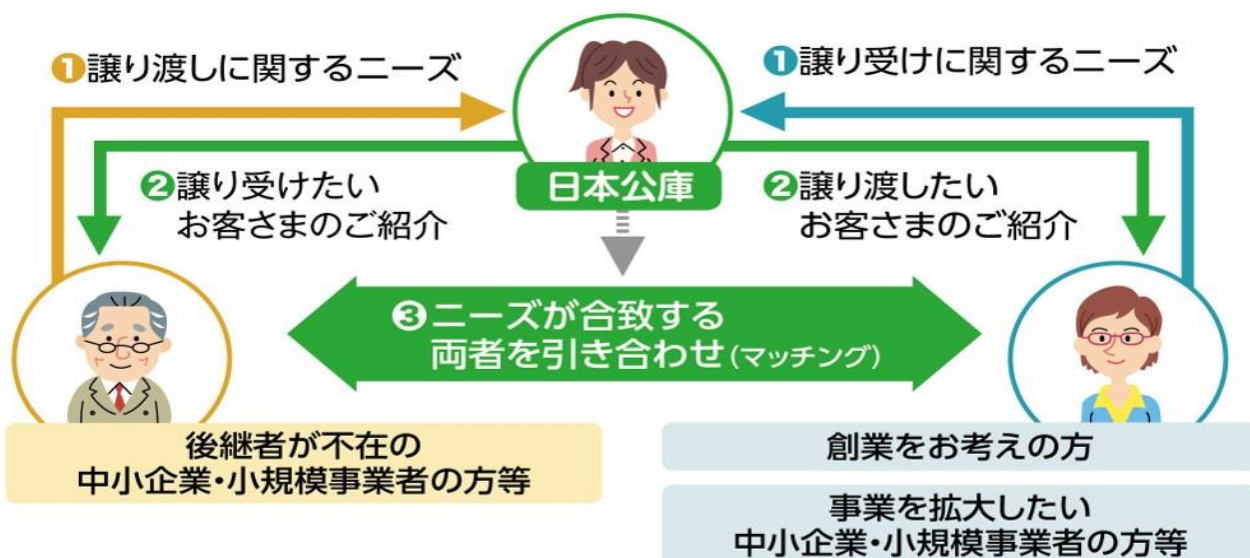 ❶譲り渡しに関するニーズ
❶譲り受けに関するニーズ
❷譲り受けたい
お客さまのご紹介
日本公庫
❷譲り渡したい
お客さまのご紹介
❸ニーズが合致する
両者を引き合わせ(マッチング)
後継者が不在の
中小企業・小規模事業者の方等
創業をお考えの方
事業を拡大したい
中小企業・小規模事業者の方等